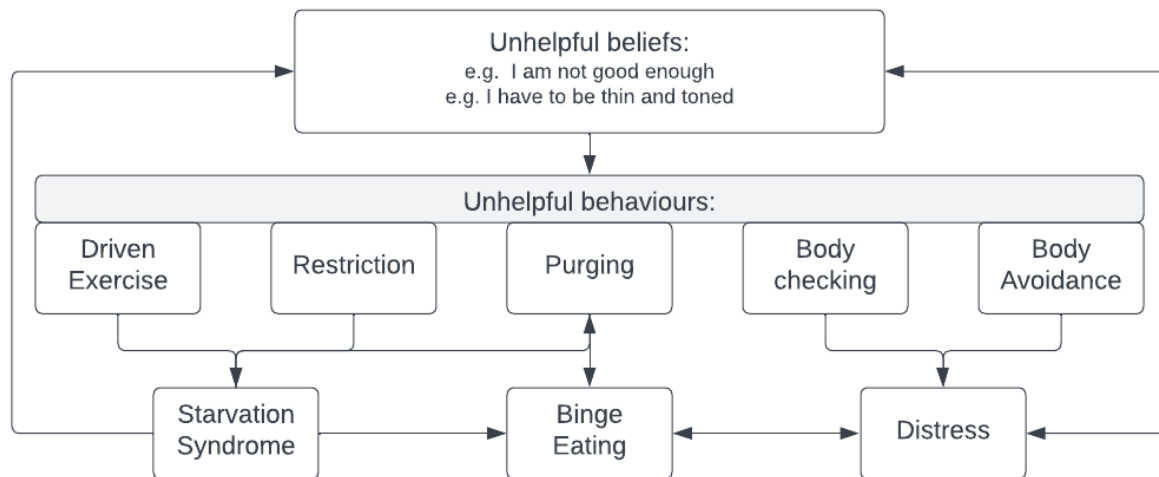 Unhelpful beliefs:
e.g. I am not good enough
e.g. I have to be thin and toned
Unhelpful behaviours:
Driven
Exercise
Restriction
Purging
Body
checking
Body
Avoidance
Starvation
Syndrome
Binge
Eating
Distress